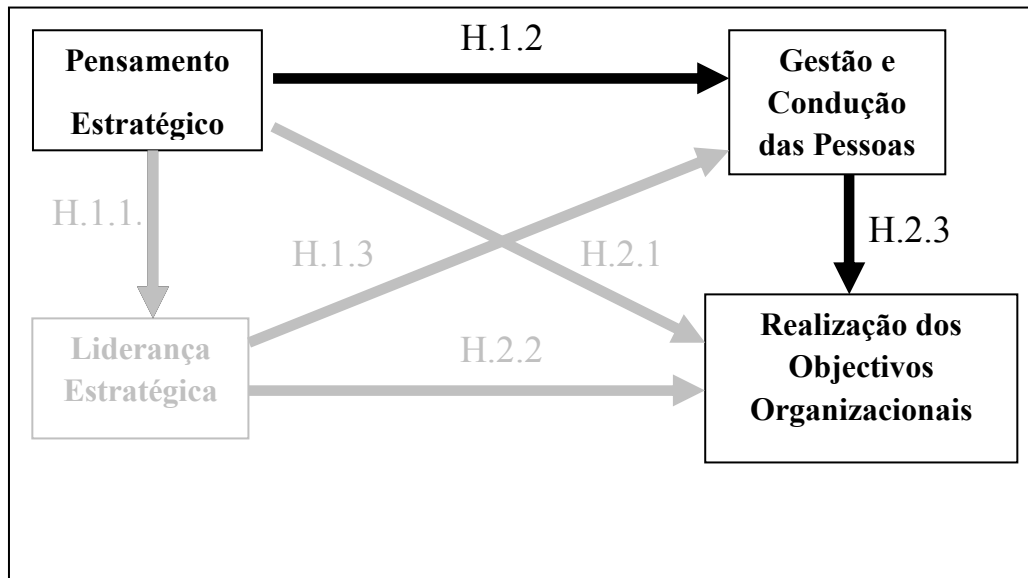 H.1.2
Pensamento
Estratégico
Gestão e
Condução
das Pessoas
H.1.1.
H.1.3
H.2.1
H.2.3
Liderança
Estratégica
H.2.2
Realização dos
Objectivos
Organizacionais